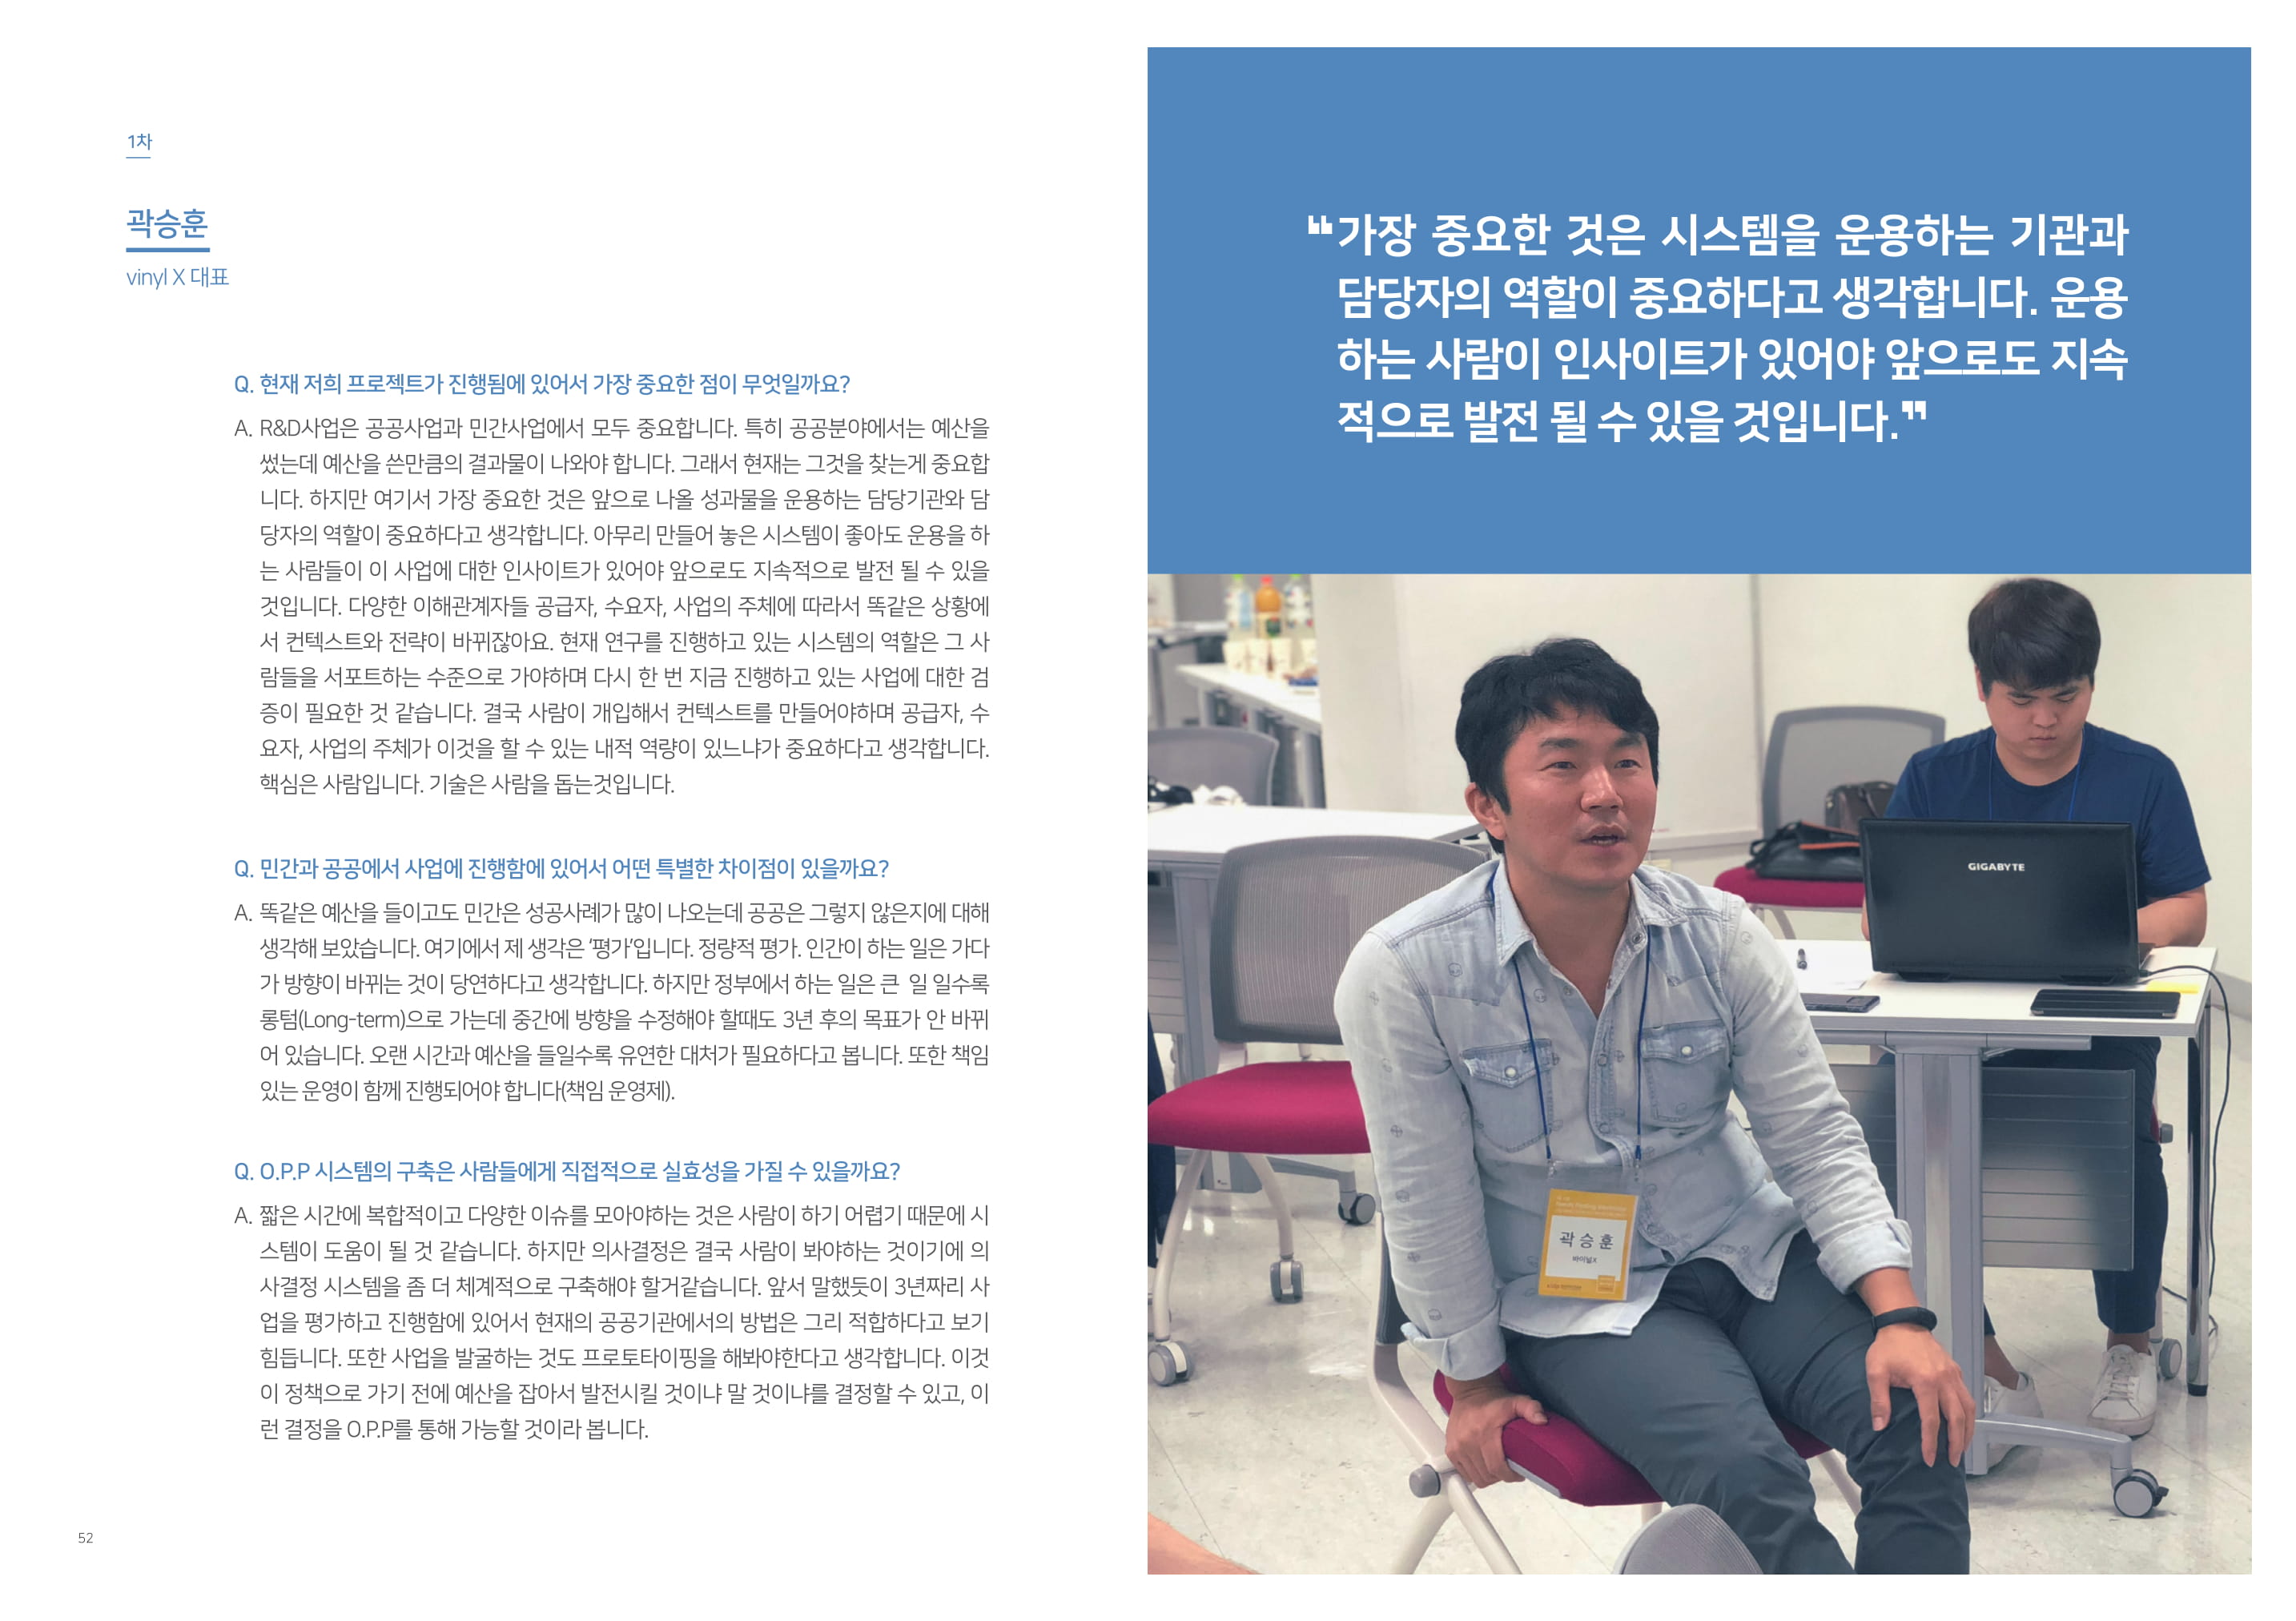 1차
곽승훈
vinyl X 대표
Q. 현재 저희 프로젝트가 진행됨에 있어서 가장 중요한 점이 무엇일까요?
A. R&D사업은 공공사업과 민간사업에서 모두 중요합니다. 특히 공공분야에서는 예산을
썼는데 예산을 쓴만큼의 결과물이 나와야 합니다. 그래서 현재는 그것을 찾는게 중요합
니다. 하지만 여기서 가장 중요한 것은 앞으로 나올 성과물을 운용하는 담당기관와 담
당자의 역할이 중요하다고 생각합니다. 아무리 만들어 놓은 시스템이 좋아도 운용을 하
는 사람들이 이 사업에 대한 인사이트가 있어야 앞으로도 지속적으로 발전 될 수 있을
것입니다. 다양한 이해관계자들 공급자, 수요자, 사업의 주체에 따라서 똑같은 상황에
서 컨텍스트와 전략이 바뀌잖아요. 현재 연구를 진행하고 있는 시스템의 역할은 그 사
람들을 서포트하는 수준으로 가야하며 다시 한 번 지금 진행하고 있는 사업에 대한 검
증이 필요한 것 같습니다. 결국 사람이 개입해서 컨텍스트를 만들어야하며 공급자, 수
요자, 사업의 주체가 이것을 할 수 있는 내적 역량이 있느냐가 중요하다고 생각합니다.
핵심은 사람입니다. 기술은 사람을 돕는것입니다.
Q. 민간과 공공에서 사업에 진행함에 있어서 어떤 특별한 차이점이 있을까요?
A. 똑같은 예산을 들이고도 민간은 성공사례가 많이 나오는데 공공은 그렇지 않은지에 대해
생각해 보았습니다. 여기에서 제 생각은 ‘평가’입니다. 정량적 평가. 인간이 하는 일은 가다
가 방향이 바뀌는 것이 당연하다고 생각합니다. 하지만 정부에서 하는 일은 큰 일 일수록
롱텀(Long-term)으로 가는데 중간에 방향을 수정해야 할때도 3년 후의 목표가 안 바뀌
어 있습니다. 오랜 시간과 예산을 들일수록 유연한 대처가 필요하다고 봅니다. 또한 책임
있는 운영이 함께 진행되어야 합니다(책임 운영제).
Q. O.P.P 시스템의 구축은 사람들에게 직접적으로 실효성을 가질 수 있을까요?
A. 짧은 시간에 복합적이고 다양한 이슈를 모아야하는 것은 사람이 하기 어렵기 때문에 시
스템이 도움이 될 것 같습니다. 하지만 의사결정은 결국 사람이 봐야하는 것이기에 의
사결정 시스템을 좀 더 체계적으로 구축해야 할거같습니다. 앞서 말했듯이 3년짜리 사
업을 평가하고 진행함에 있어서 현재의 공공기관에서의 방법은 그리 적합하다고 보기
힘듭니다. 또한 사업을 발굴하는 것도 프로토타이핑을 해봐야한다고 생각합니다. 이것
이 정책으로 가기 전에 예산을 잡아서 발전시킬 것이냐 말 것이냐를 결정할 수 있고, 이
런 결정을 O.P.P를 통해 가능할 것이라 봅니다.
52
❝가장 중요한 것은 시스템을 운용하는 기관과
담당자의 역할이 중요하다고 생각합니다. 운용
하는 사람이 인사이트가 있어야 앞으로도 지속
적으로 발전 될 수 있을 것입니다.❞
GIGABYTE
곽승훈
바이널X